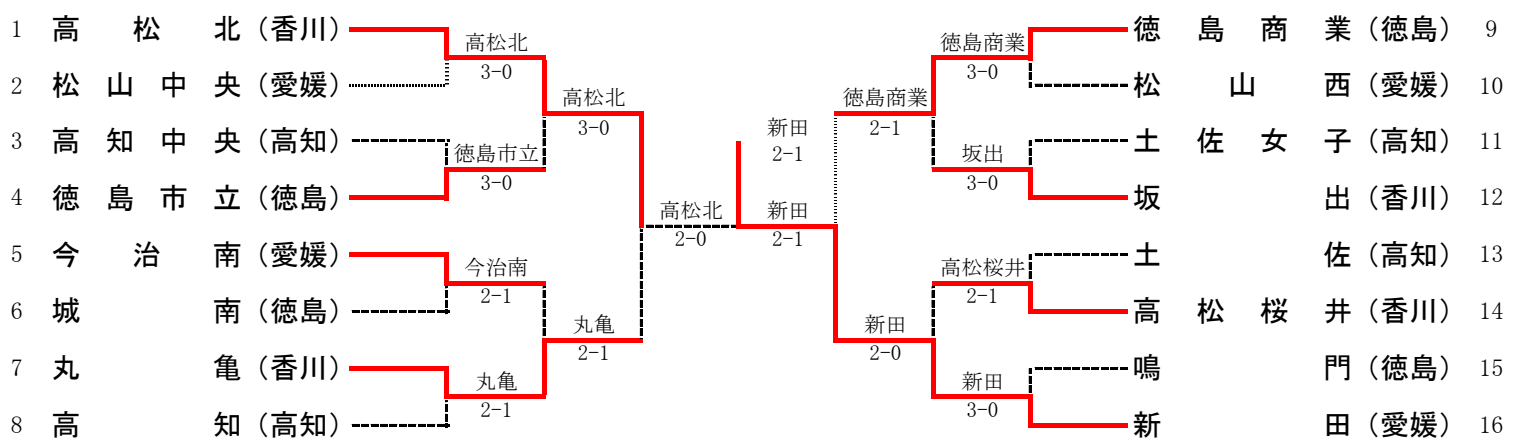 1 高松北（香川）
2 松山中央（愛媛）
3 高知中央（高知）
4 徳島市立（徳島）
5 今治南（愛媛）
6 城南（徳島）
7 丸亀（香川）
8 高知（高知）
高松北
3-0
徳島市立
3-0
今治南
2-1
丸亀
2-1
高松北
3-0
丸亀
2-1
高松北
2-0
新田
2-1
新田
2-1
徳島商業
2-1
新田
2-0
徳島商業
3-0
坂出
3-0
高松桜井
2-1
新田
3-0
徳島商業（徳島） 9
松山西（愛媛） 10
土佐女子（高知） 11
坂出（香川） 12
土佐（高知） 13
高松桜井（香川） 14
鳴門（徳島） 15
新田（愛媛） 16